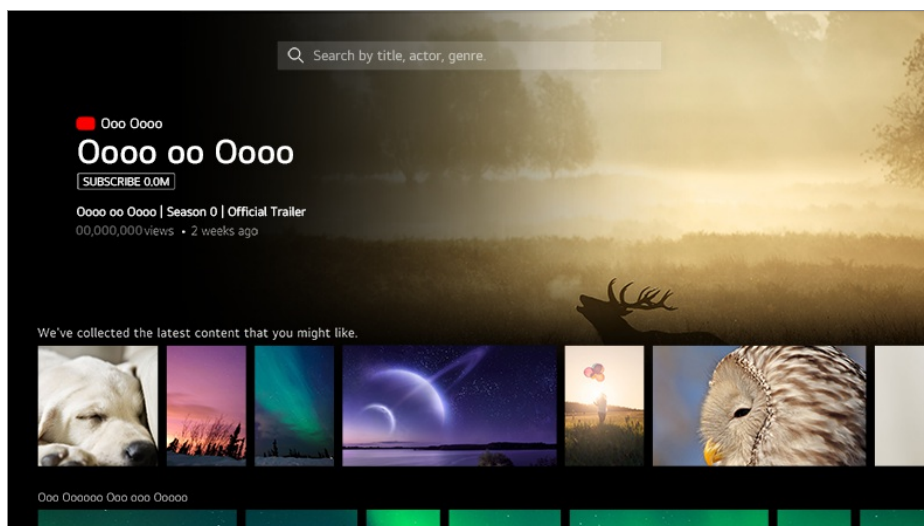 Search by title, actor, genre.
Ooo Oooo
Oooo oo Oooo
SUBSCRIBE 0.0M
Oooo oo Oooo | Season 0 | Official Trailer
00,000,000 views • 2 weeks ago
We've collected the latest content that you might like.
Ooo Oooooo Ooo ooo Ooooo